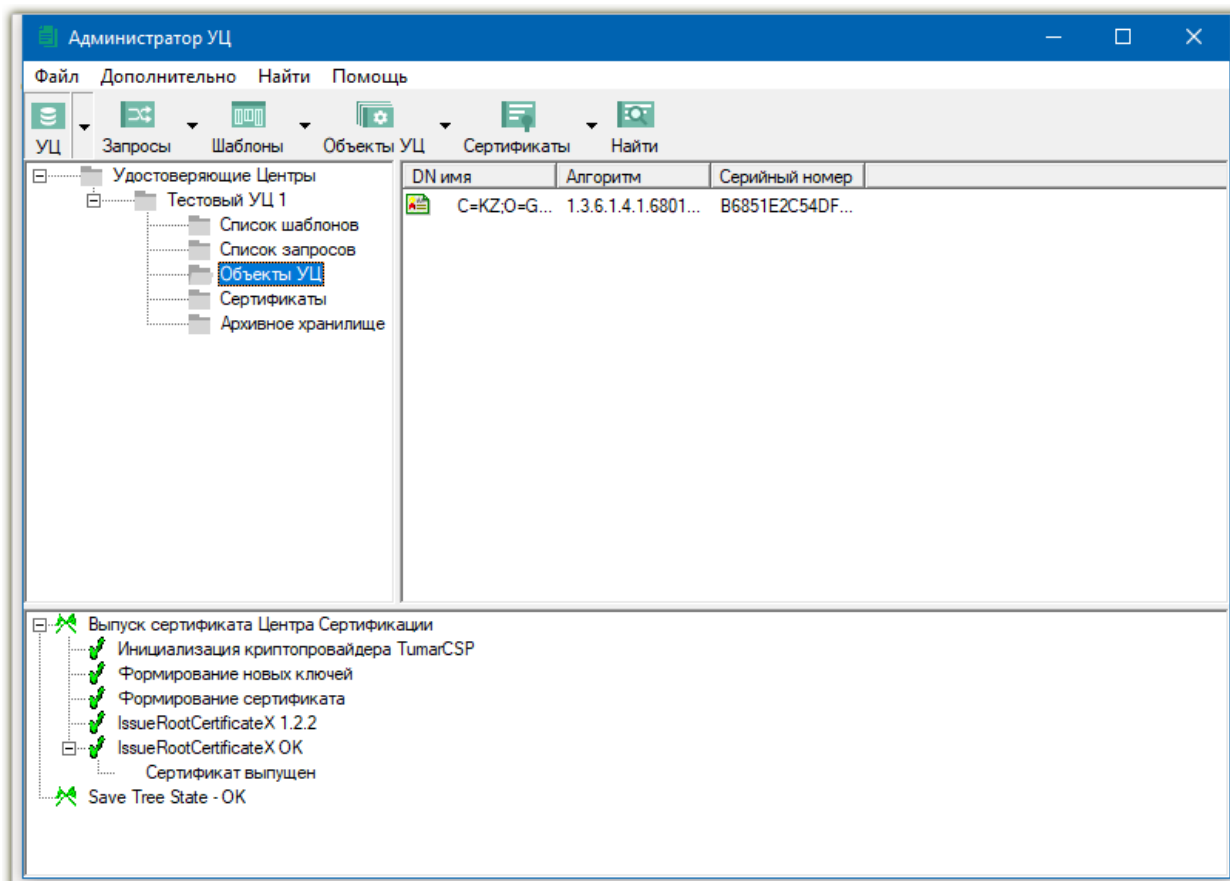 Администратор УЦ
Файл Дополнительно Найти Помощь
УЦ Запросы Шаблоны Объекты УЦ Сертификаты Найти
Удостоверяющие Центры
Тестовый УЦ 1
Список шаблонов
Список запросов
Объекты УЦ
Сертификаты
Архивное хранилище
DN имя Алгоритм Серийный номер
C=KZ;O=G... 1.3.6.1.4.1.6801... B6851E2C54DF...
Выпуск сертификата Центра Сертификации
Инициализация криптопровайдера TumarCSP
Формирование новых ключей
Формирование сертификата
IssueRootCertificateX 1.2.2
IssueRootCertificateX OK
Сертификат выпущен
Save Tree State - OK